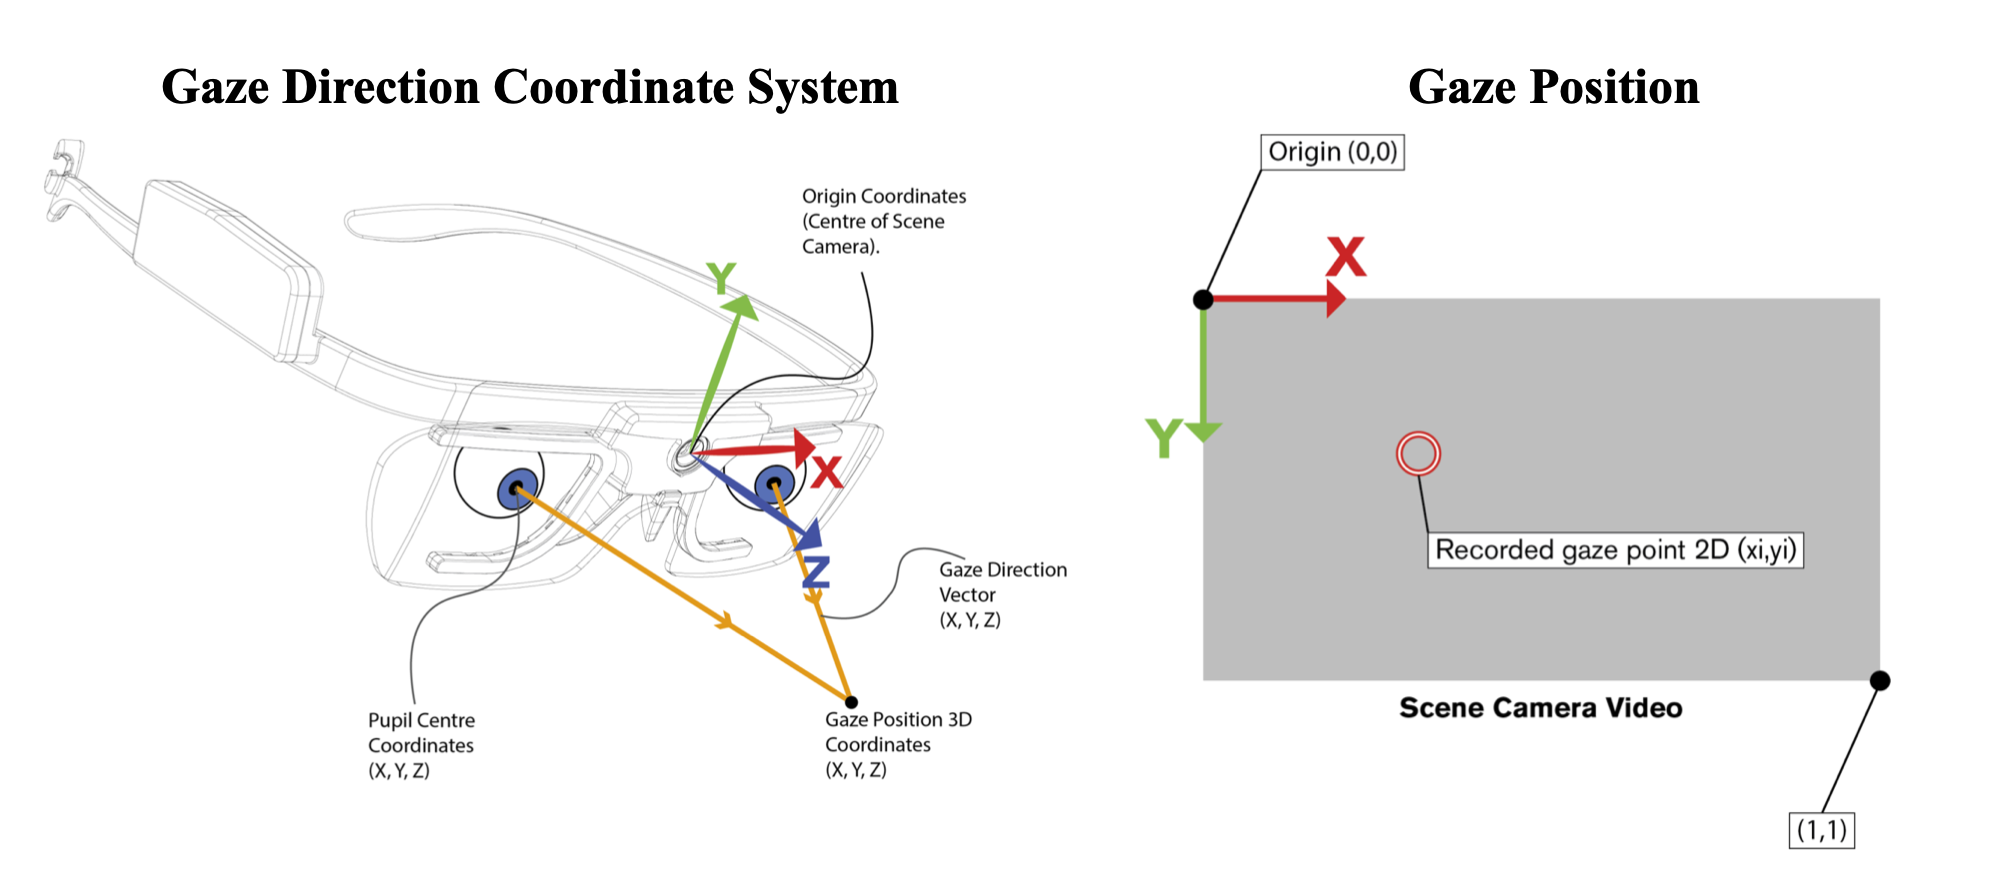 Gaze Direction Coordinate System
Origin Coordinates
(Centre of Scene
Camera).
Y
X
Z
Gaze Direction
Vector
(X, Y, Z)
Pupil Centre
Coordinates
(X, Y, Z)
Gaze Position 3D
Coordinates
(X, Y, Z)
Gaze Position
Origin (0,0)
X
Y
Recorded gaze point 2D (xi,yi)
Scene Camera Video
(1,1)